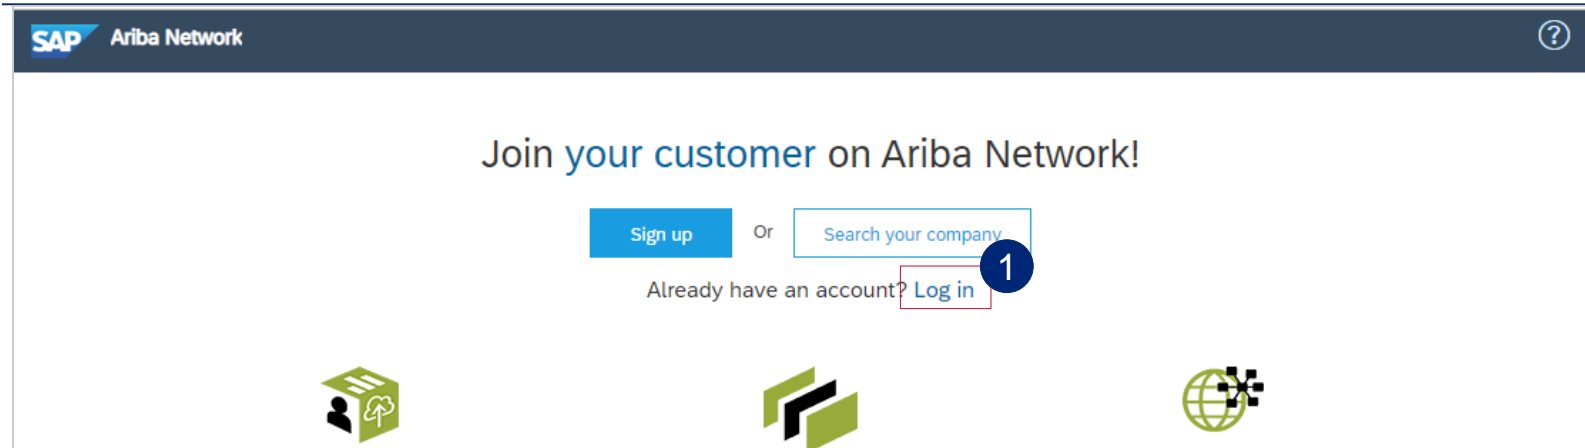 SAP Ariba Network
Join your customer on Ariba Network!
Sign up Or Search your company
1
Already have an account? Log in